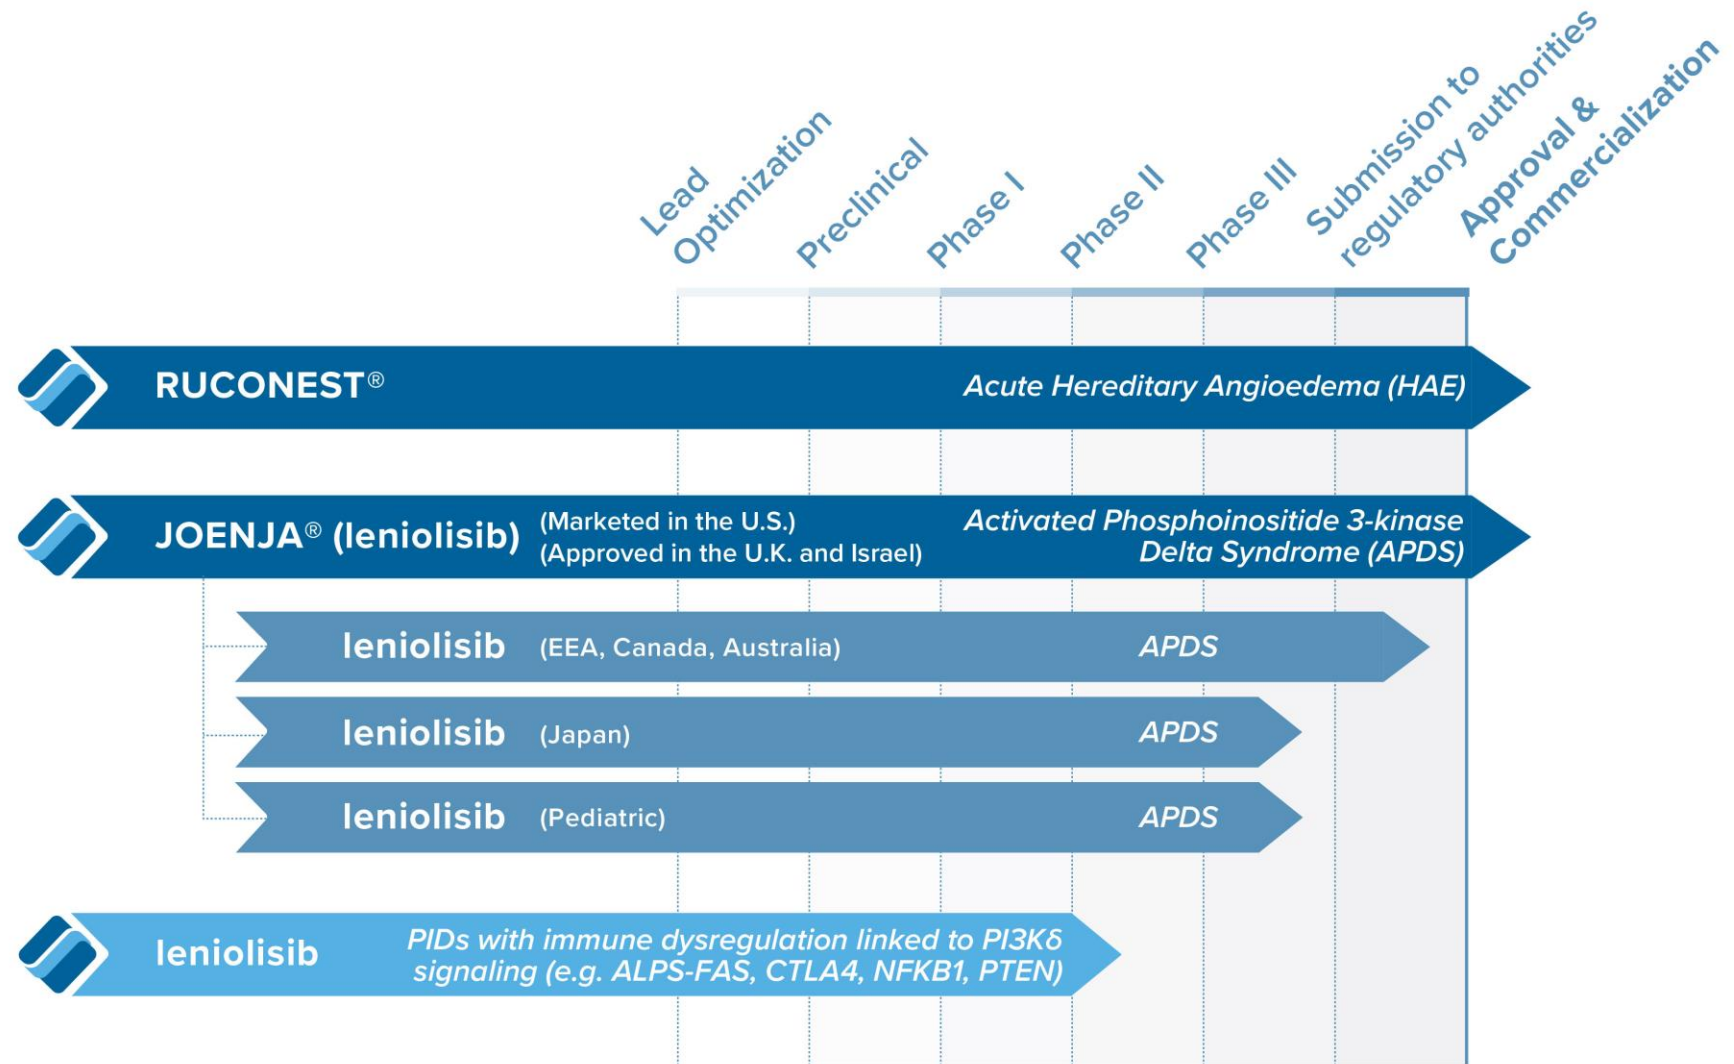 Lead
Optimization
Preclinical
Phase I
Phase II
Phase III
Submission to
regulatory authorities
Approval &
Commercialization
RUCONEST®
Acute Hereditary Angioedema (HAE)
JOENJA® (leniolisib)
(Marketed in the U.S.)
(Approved in the U.K. and Israel)
Activated Phosphoinositide 3-kinase
Delta Syndrome (APDS)
leniolisib (EEA, Canada, Australia) APDS
leniolisib (Japan) APDS
leniolisib (Pediatric) APDS
leniolisib
PIDs with immune dysregulation linked to PI3Kδ
signaling (e.g. ALPS-FAS, CTLA4, NFKB1, PTEN)